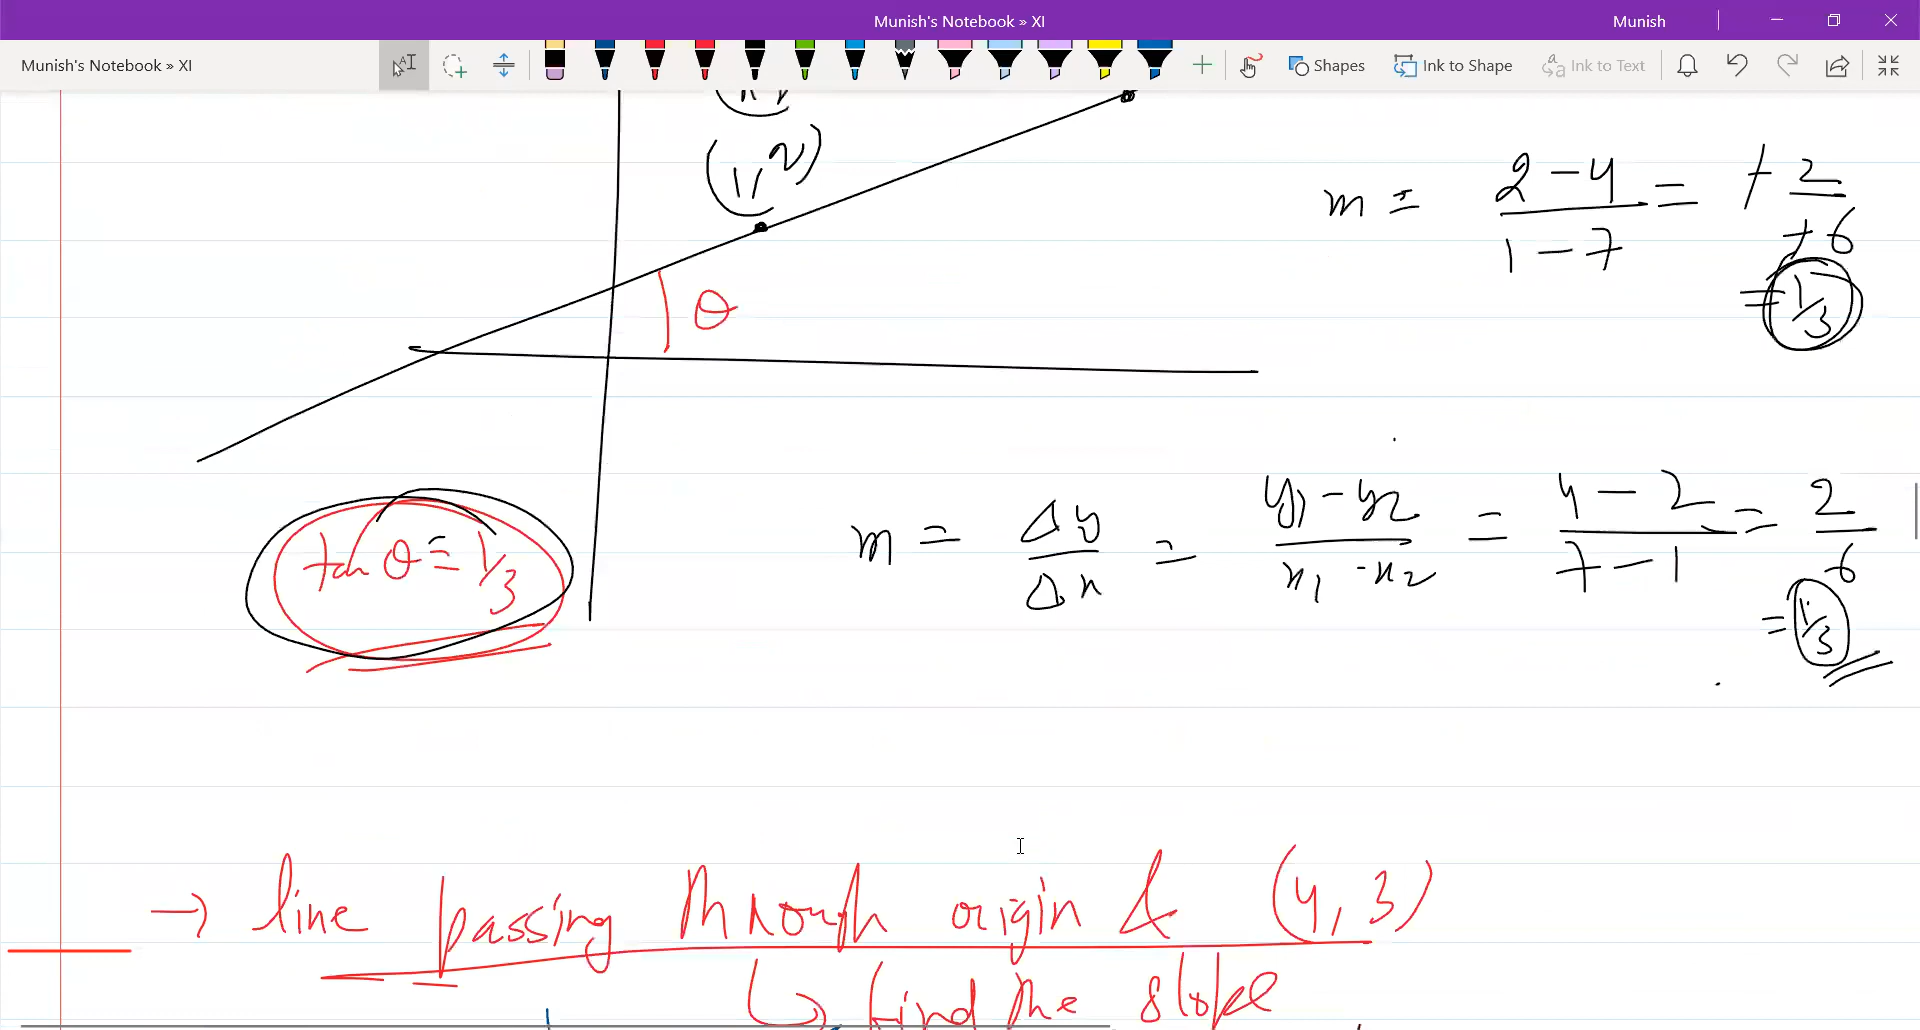 Munish's Notebook » XI
Munish
Munish's Notebook » XI
Shapes
Ink to Shape
Ink to Text
(1,2)
θ
m = 2-4/1-7 = +2/+6
= 1/3
tan θ = 1/3
m = Δy/Δx = y1-y2/x1-x2 = 4-2/7-1 = 2/6
= 1/3
→ line passing through origin & (4,3)
↳ find the slope